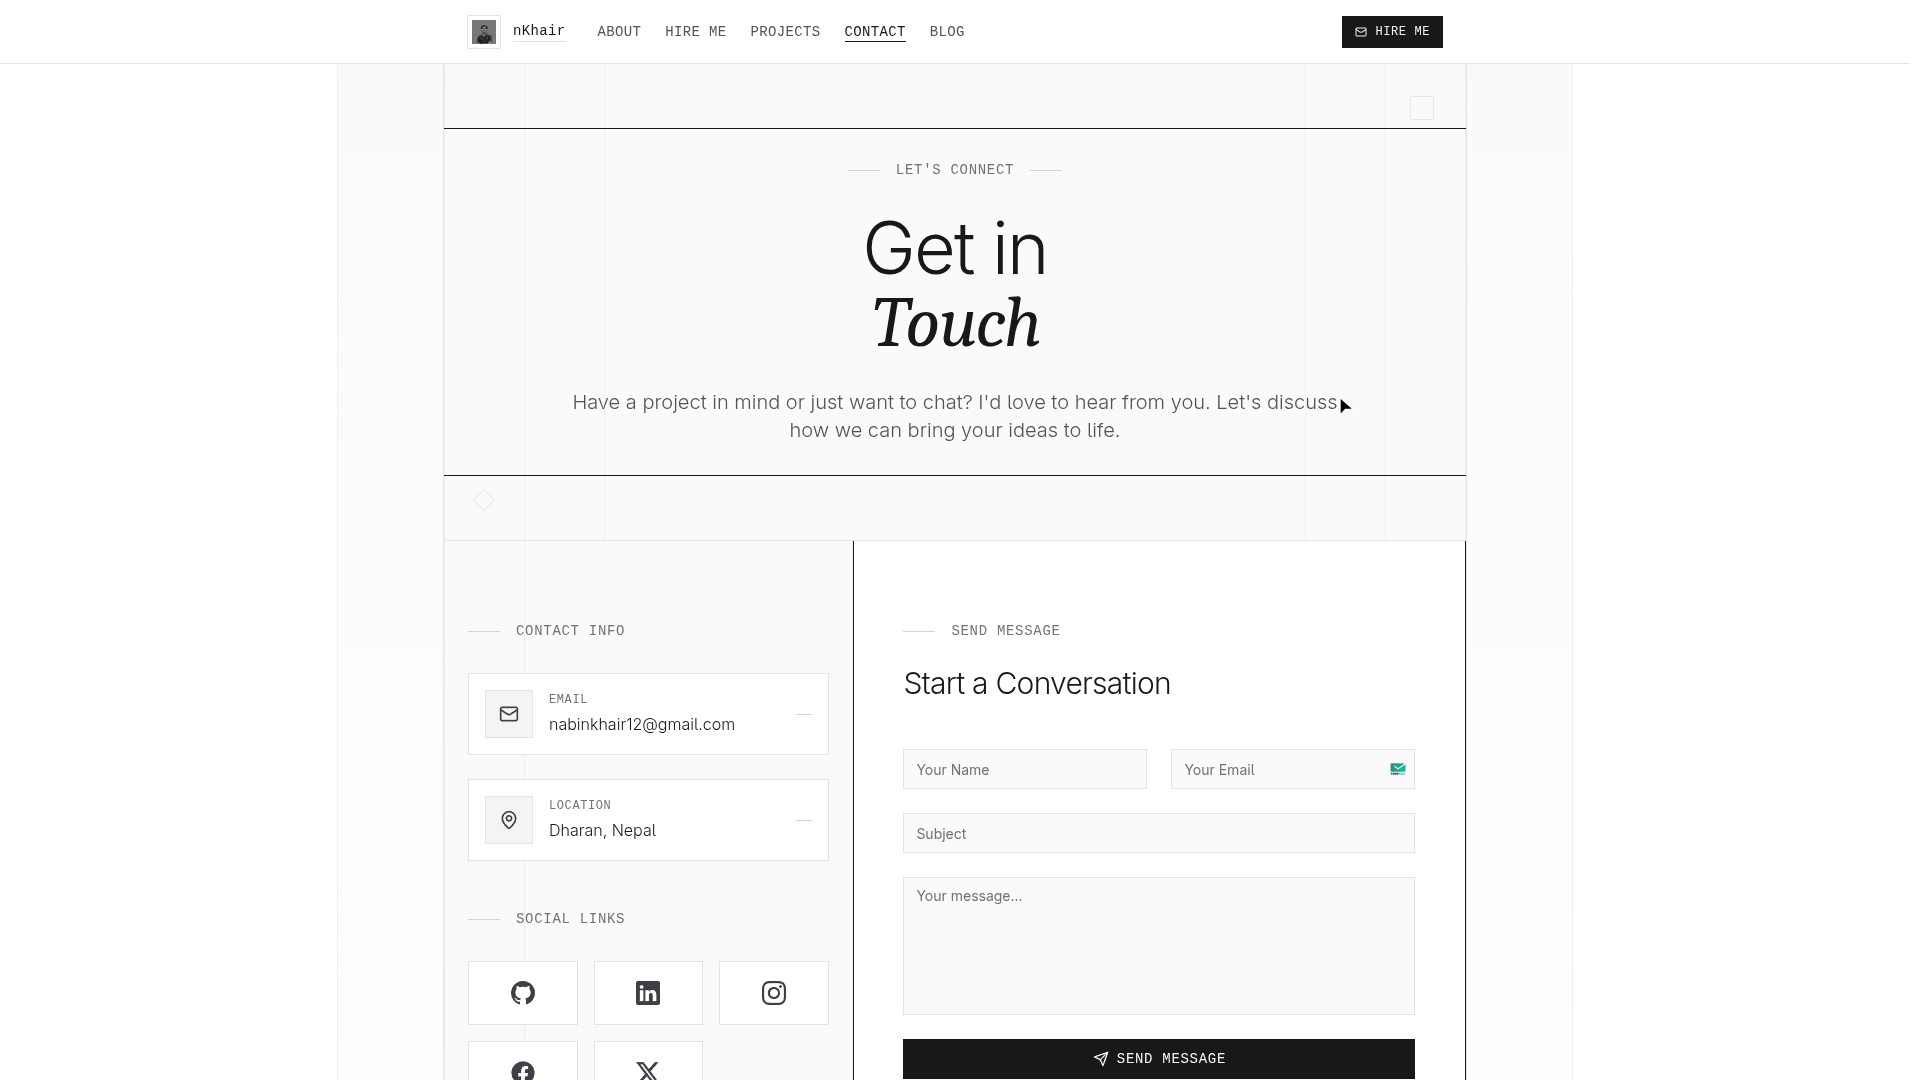 nKhair
ABOUT
HIRE ME
PROJECTS
CONTACT
BLOG
HIRE ME
LET'S CONNECT
Get in
Touch
Have a project in mind or just want to chat? I'd love to hear from you. Let's discuss
how we can bring your ideas to life.
CONTACT INFO
EMAIL
nabinkhair12@gmail.com
LOCATION
Dharan, Nepal
SOCIAL LINKS
SEND MESSAGE
Start a Conversation
Your Name
Your Email
Subject
Your message...
SEND MESSAGE